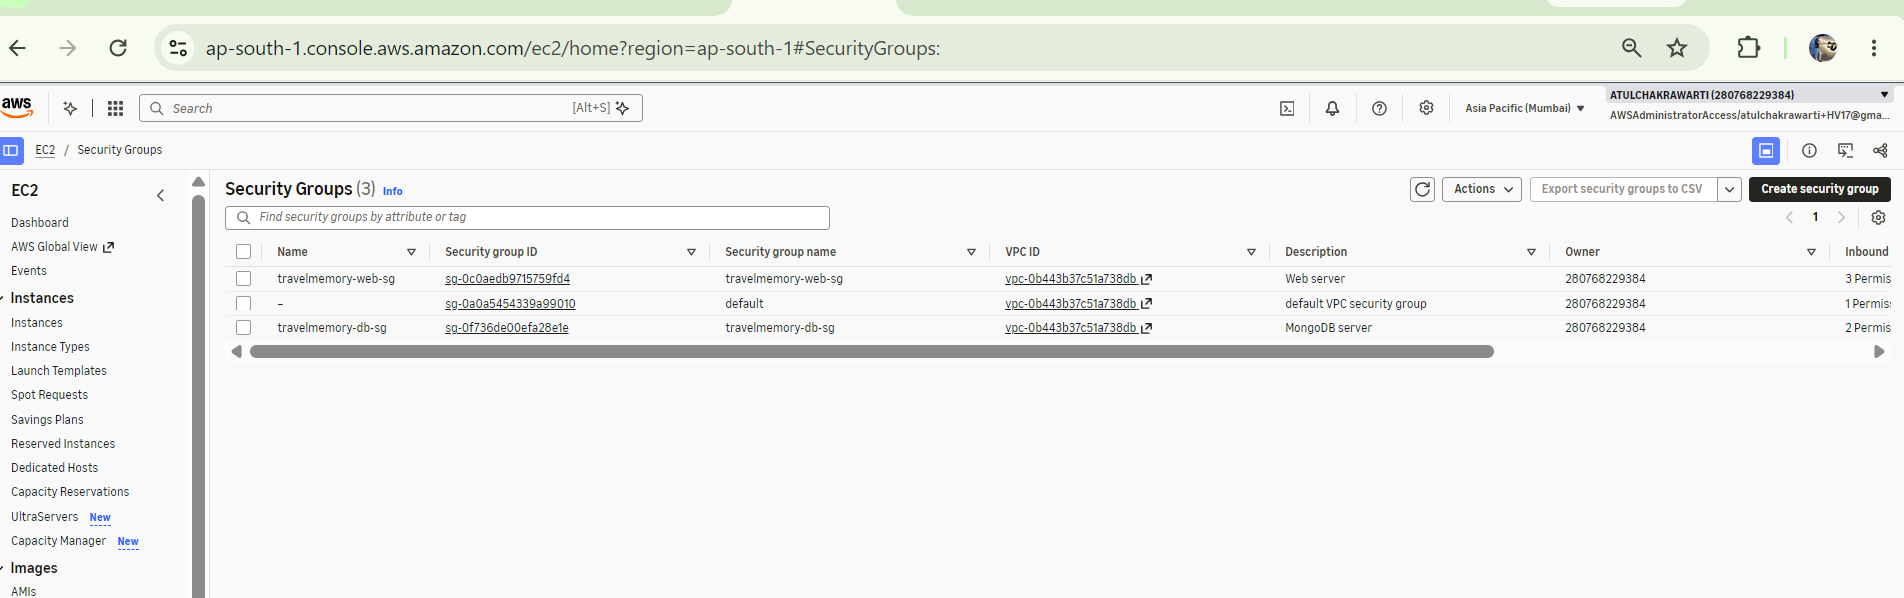 ap-south-1.console.aws.amazon.com/ec2/home?region=ap-south-1#SecurityGroups:
aws
Search [Alt+S]
Asia Pacific (Mumbai)
ATULCHAKRAWARTI (280768229384)
AWSAdministratorAccess/atulchakrawarti+HV17@gma...
EC2 / Security Groups
EC2
Dashboard
AWS Global View
Events
Instances
Instances
Instance Types
Launch Templates
Spot Requests
Savings Plans
Reserved Instances
Dedicated Hosts
Capacity Reservations
UltraServers New
Capacity Manager New
Images
AMIs
Security Groups (3) Info
Actions
Export security groups to CSV
Create security group
Find security groups by attribute or tag
1
Name Security group ID Security group name VPC ID Description Owner Inbound
travelmemory-web-sg sg-0c0aedb9715759fd4 travelmemory-web-sg vpc-0b443b37c51a738db Web server 280768229384 3 Permis
– sg-0a0a5454339a99010 default vpc-0b443b37c51a738db default VPC security group 280768229384 1 Permis
travelmemory-db-sg sg-0f736de00efa28e1e travelmemory-db-sg vpc-0b443b37c51a738db MongoDB server 280768229384 2 Permis